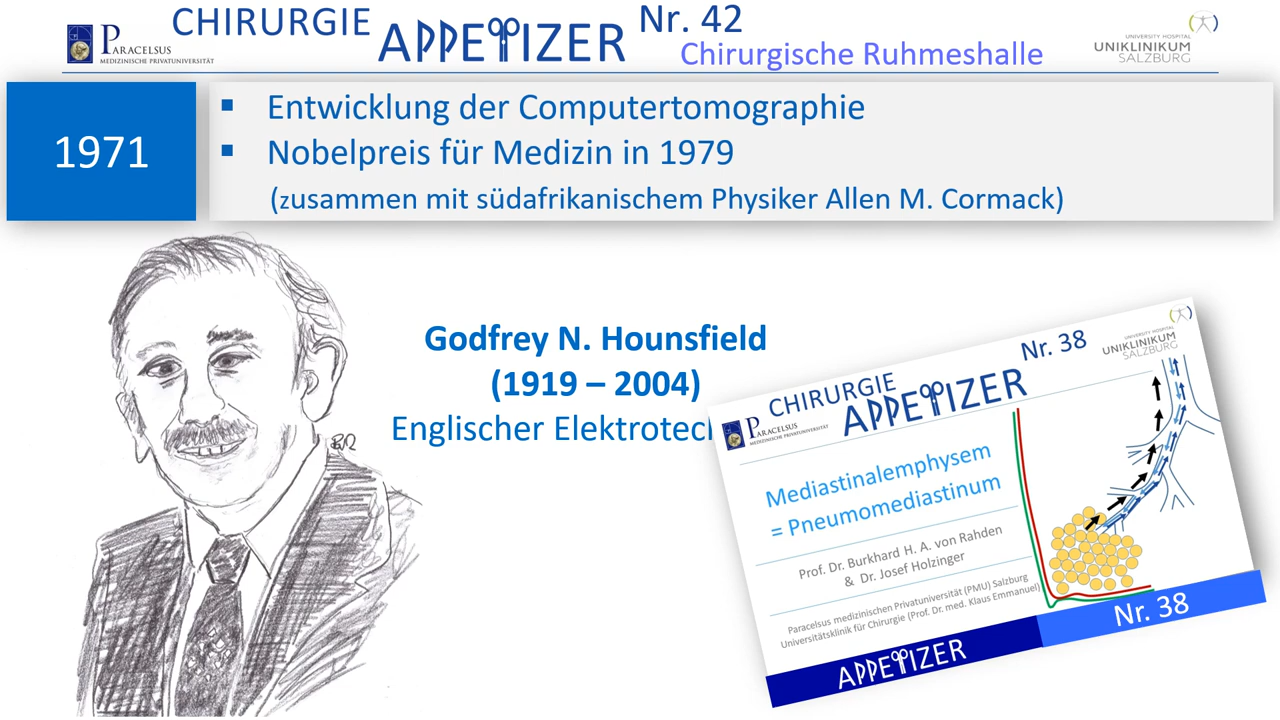 PARACELSUS
MEDIZINISCHE PRIVATUNIVERSITÄT
CHIRURGIE
APPETIZER
Nr. 42
Chirurgische Ruhmeshalle
UNIVERSITY HOSPITAL
UNIKLINIKUM
SALZBURG
1971
▪ Entwicklung der Computertomographie
▪ Nobelpreis für Medizin in 1979
(zusammen mit südafrikanischem Physiker Allen M. Cormack)
Godfrey N. Hounsfield
(1919 – 2004)
Englischer Elektrotec
Nr. 38
UNIVERSITY HOSPITAL
UNIKLINIKUM
SALZBURG
PARACELSUS
MEDIZINISCHE PRIVATUNIVERSITÄT
CHIRURGIE
APPETIZER
Mediastinalemphysem
= Pneumomediastinum
Prof. Dr. Burkhard H. A. von Rahden
& Dr. Josef Holzinger
Paracelsus medizinischen Privatuniversität (PMU) Salzburg
Universitätsklinik für Chirurgie (Prof. Dr. med. Klaus Emmanuel)
APPETIZER
Nr. 38